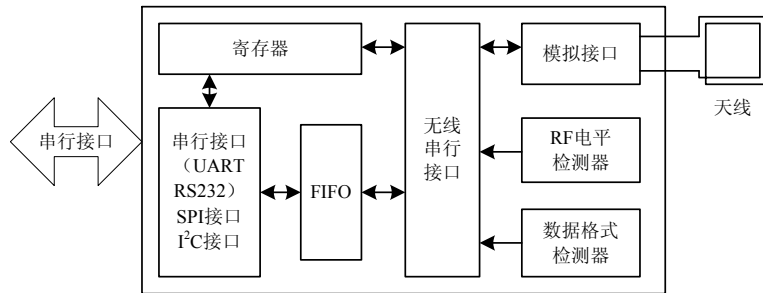 寄存器
模拟接口
天线
串行接口
串行接口
（UART
RS232）
SPI接口
I²C接口
FIFO
无线
串行
接口
RF电平
检测器
数据格式
检测器